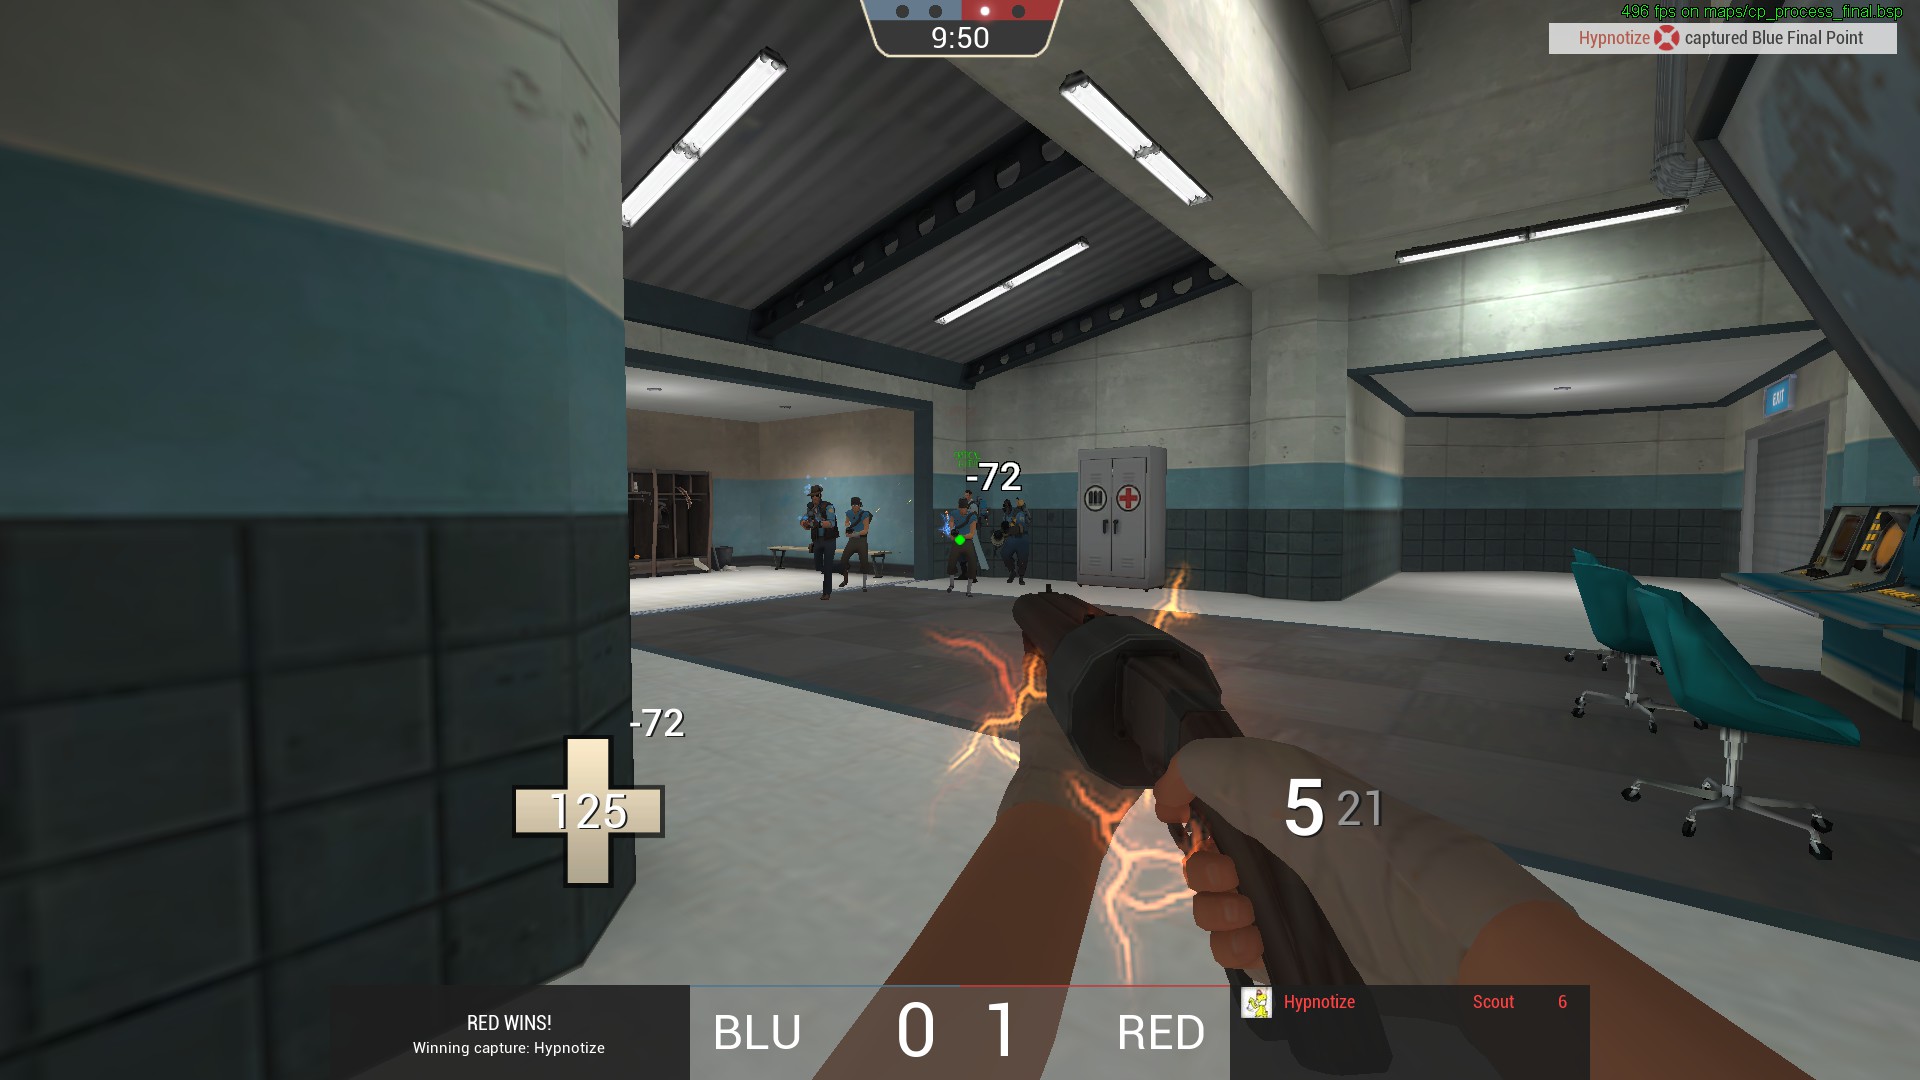 496 fps on maps/cp_process_final.bsp
9:50
Hypnotize captured Blue Final Point
EXIT
-72
-72
125
5 21
RED WINS!
Winning capture: Hypnotize
BLU 0 1 RED
Hypnotize Scout 6